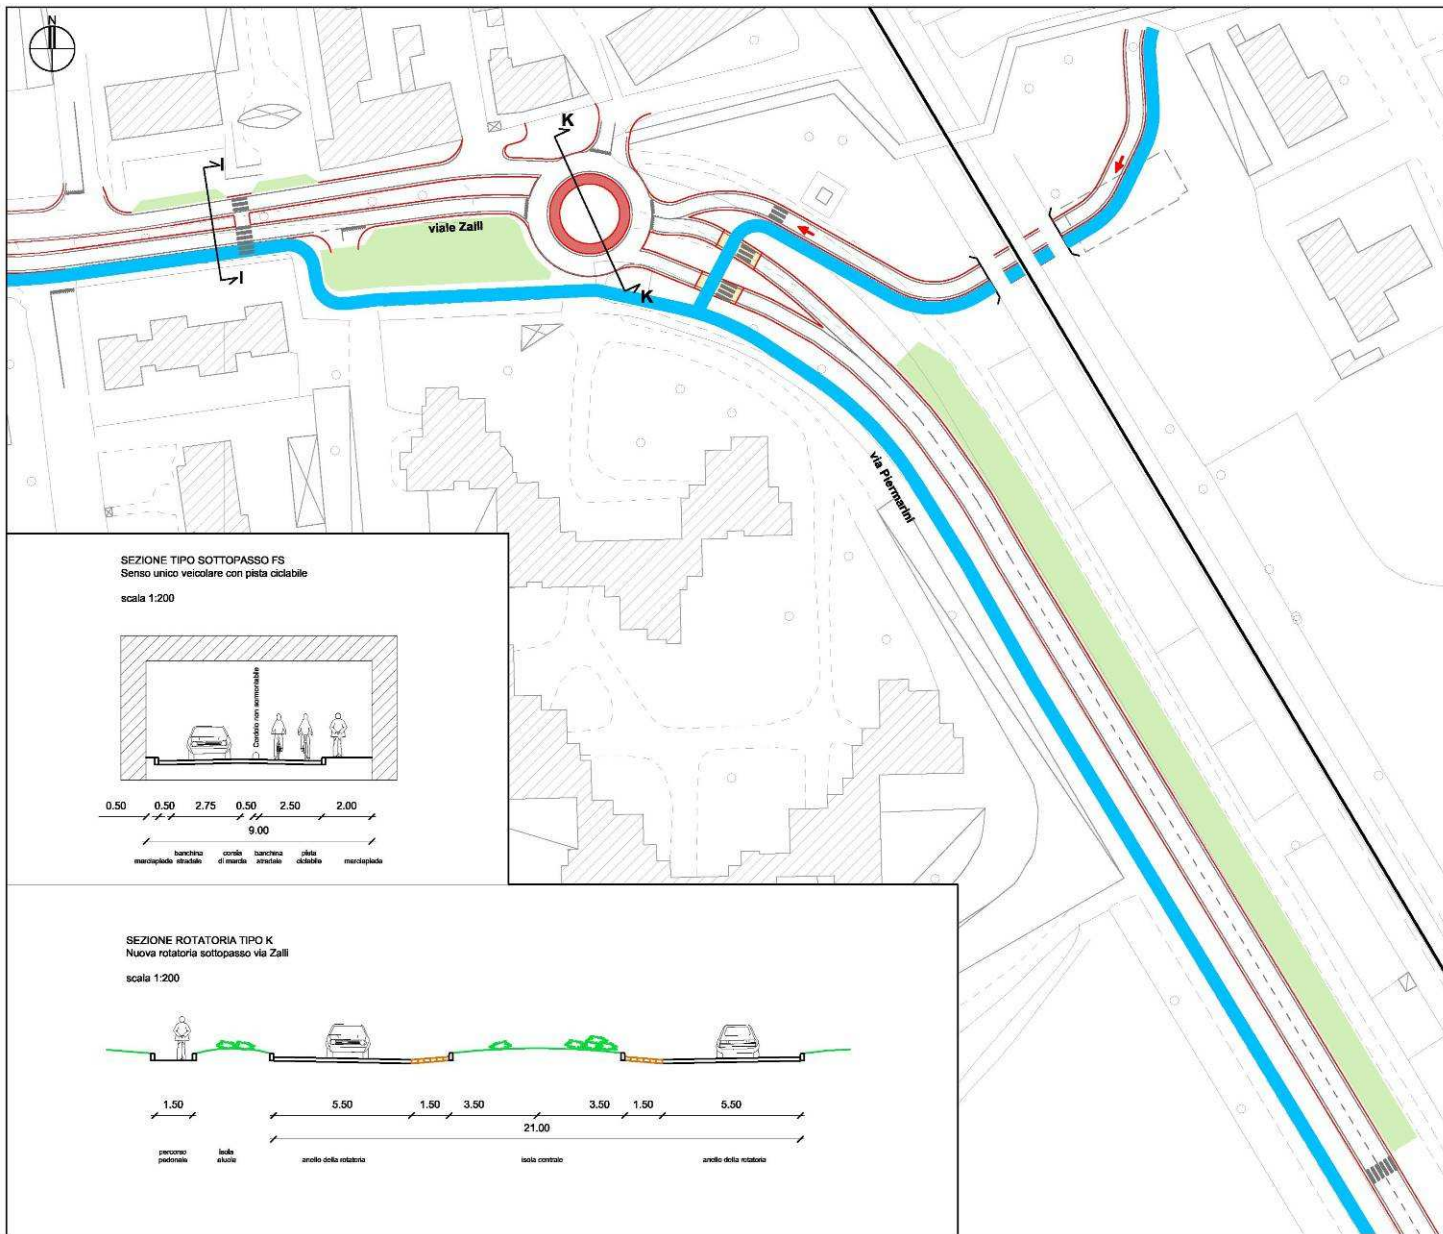 N
K
I
viale Zalli
I
K
via Piermarini
SEZIONE TIPO SOTTOPASSO FS
Senso unico veicolare con pista ciclabile
scala 1:200
Cordolo non sormontabile
0.50 0.50 2.75 0.50 2.50 2.00
9.00
marciapiede banchina stradale corsia di marcia banchina stradale pista ciclabile marciapiede
SEZIONE ROTATORIA TIPO K
Nuova rotatoria sottopasso via Zalli
scala 1:200
1.50 5.50 1.50 3.50 3.50 1.50 5.50
21.00
percorso pedonale isola anello della rotatoria isola centrale anello della rotatoria